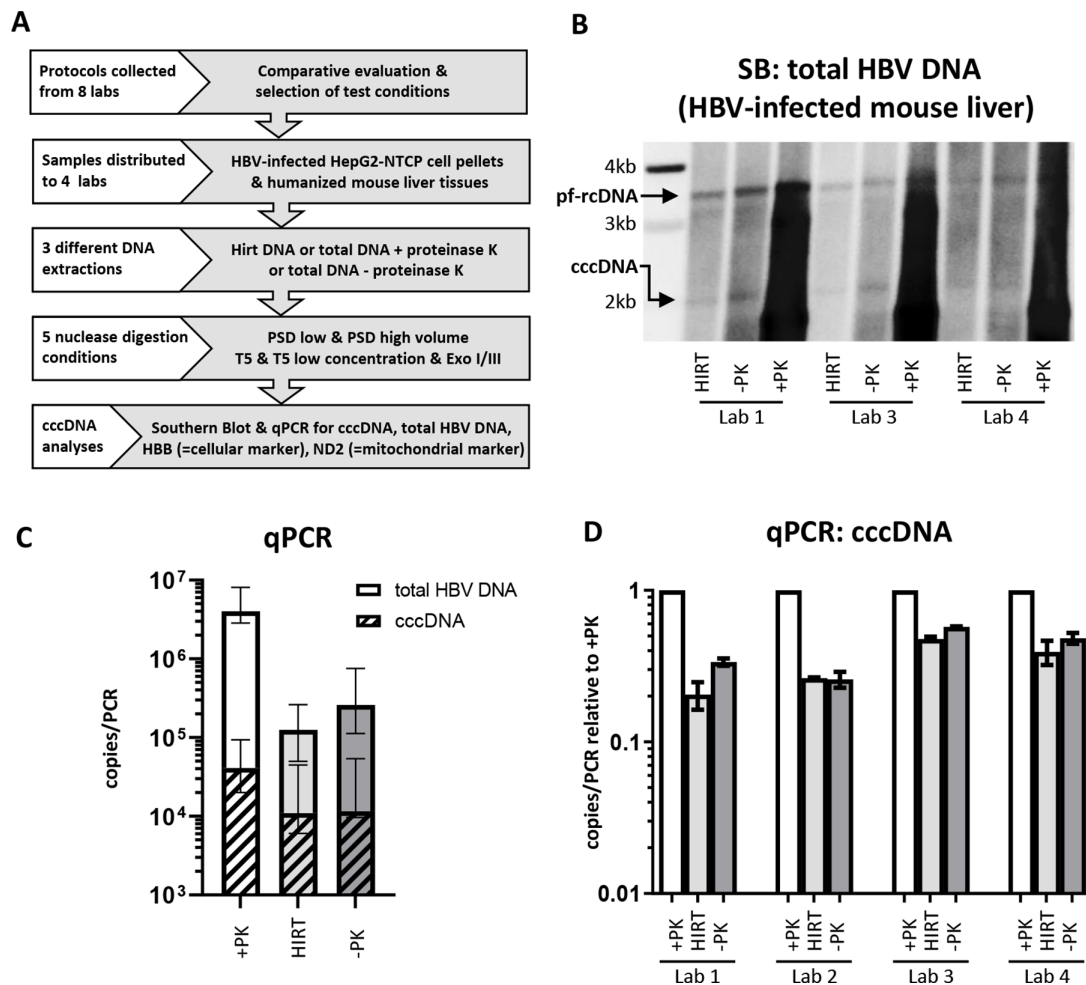 A
Protocols collected
from 8 labs
Comparative evaluation &
selection of test conditions
Samples distributed
to 4 labs
HBV-infected HepG2-NTCP cell pellets
& humanized mouse liver tissues
3 different DNA
extractions
Hirt DNA or total DNA + proteinase K
or total DNA - proteinase K
5 nuclease digestion
conditions
PSD low & PSD high volume
T5 & T5 low concentration & Exo I/III
cccDNA
analyses
Southern Blot & qPCR for cccDNA, total HBV DNA,
HBB (=cellular marker), ND2 (=mitochondrial marker)
B
SB: total HBV DNA
(HBV-infected mouse liver)
4kb
pf-rcDNA
3kb
cccDNA
2kb
HIRT
-PK
+PK
HIRT
-PK
+PK
HIRT
-PK
+PK
Lab 1
Lab 3
Lab 4
C
qPCR
total HBV DNA
cccDNA
copies/PCR
10⁷
10⁶
10⁵
10⁴
10³
+PK
HIRT
-PK
D
qPCR: cccDNA
copies/PCR relative to +PK
1
0.1
0.01
+PK
HIRT
-PK
+PK
HIRT
-PK
+PK
HIRT
-PK
+PK
HIRT
-PK
Lab 1
Lab 2
Lab 3
Lab 4